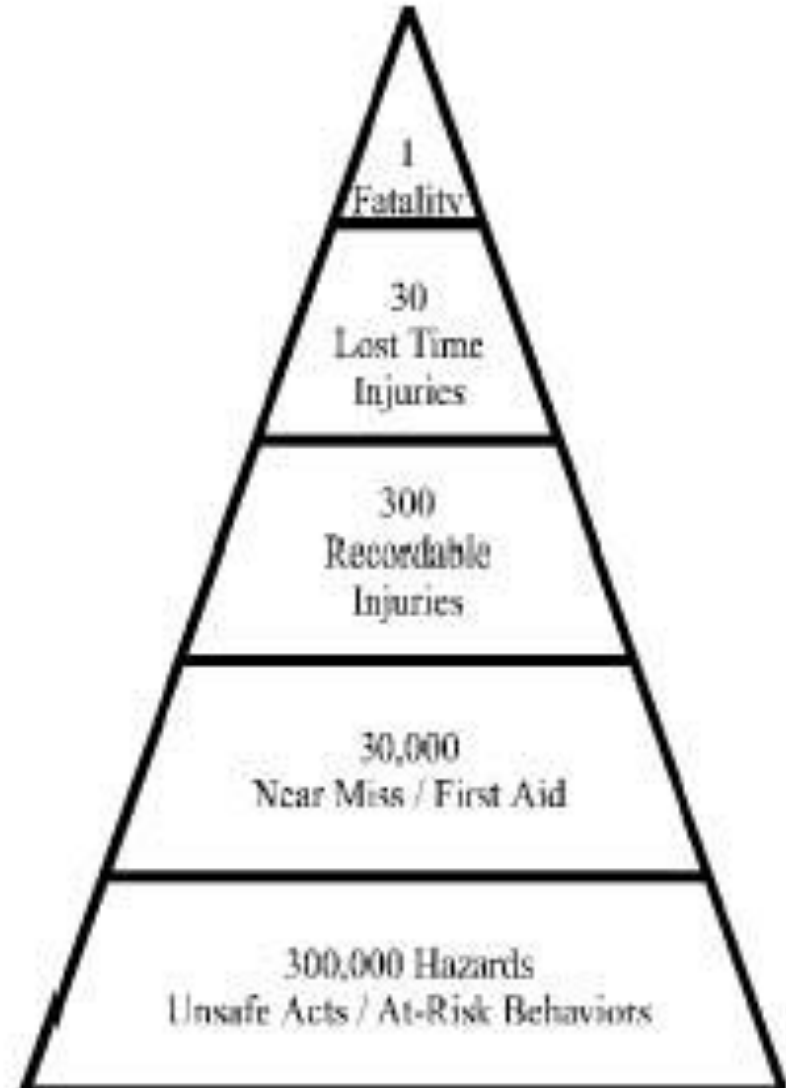 1
Fatality
30
Lost Time
Injuries
300
Recordable
Injuries
30,000
Near Miss / First Aid
300,000 Hazards
Unsafe Acts / At-Risk Behaviors